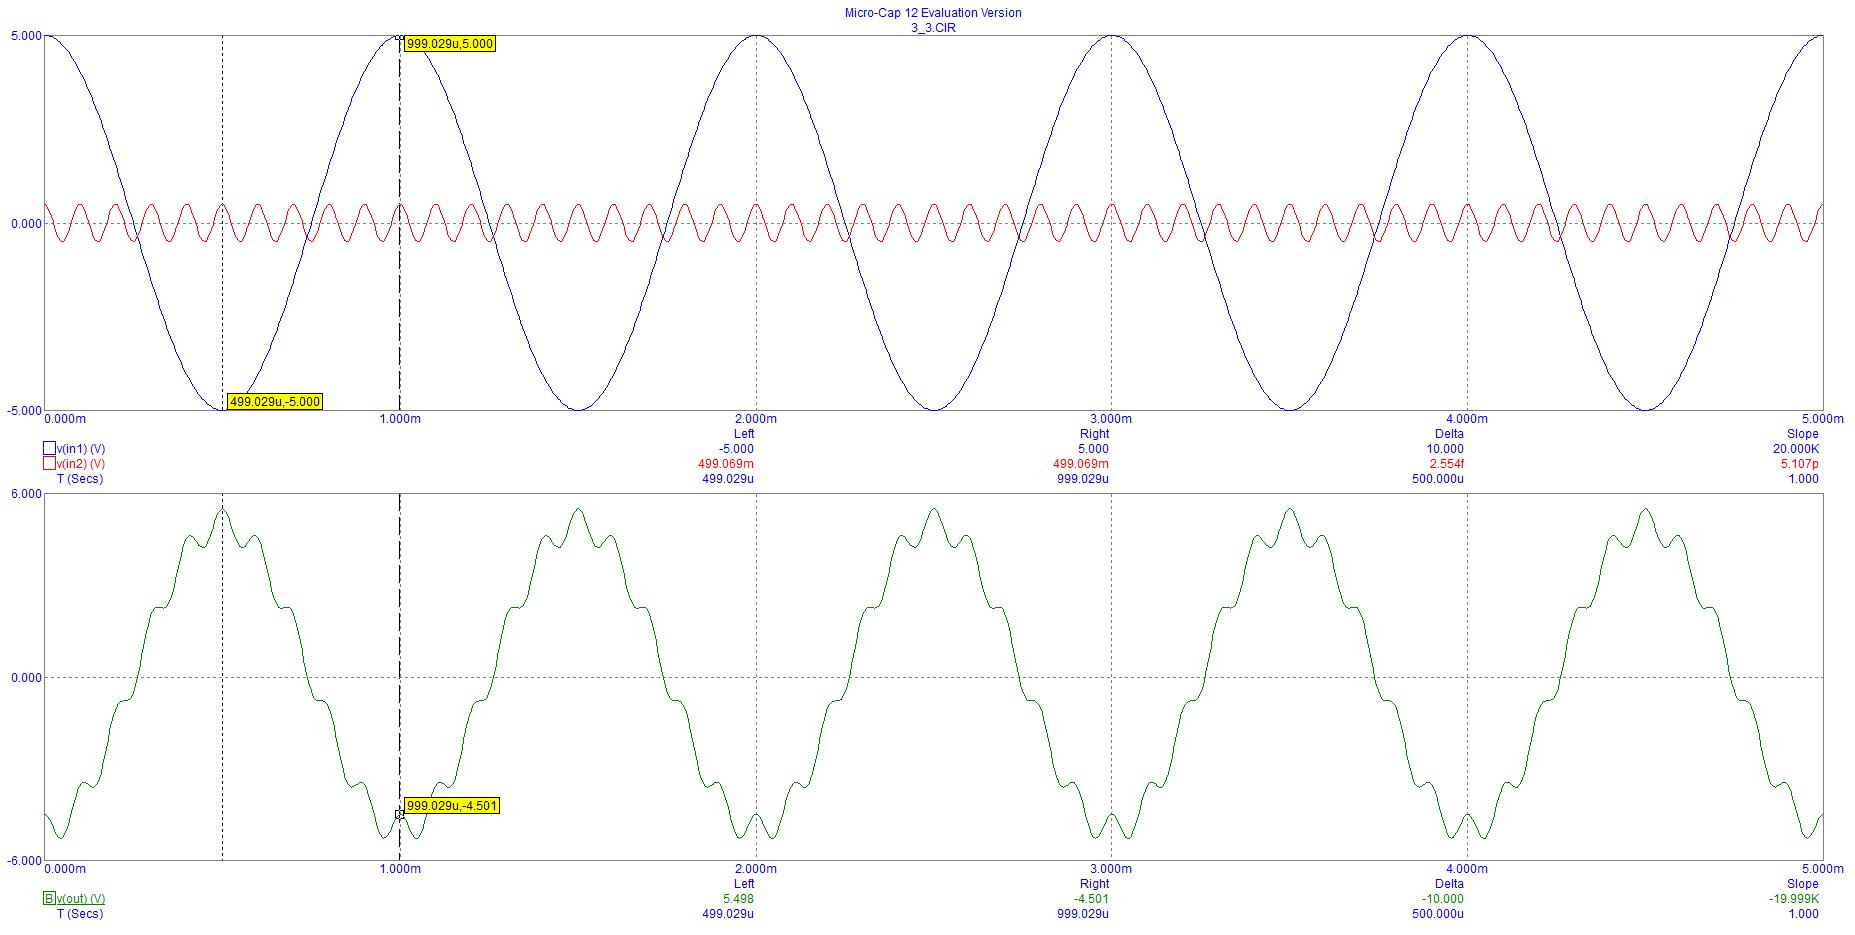 Micro-Cap 12 Evaluation Version
3_3.CIR
5.000
999.029u,5.000
0.000
499.029u,-5.000
-5.000
0.000m 1.000m 2.000m 3.000m 4.000m 5.000m
Left Right Delta Slope
v(in1) (V) -5.000 5.000 10.000 20.000K
v(in2) (V) 499.069m 499.069m 2.554f 5.107p
T (Secs) 499.029u 999.029u 500.000u 1.000
6.000
0.000
999.029u,-4.501
-6.000
0.000m 1.000m 2.000m 3.000m 4.000m 5.000m
Left Right Delta Slope
B v(out) (V) 5.498 -4.501 -10.000 -19.999K
T (Secs) 499.029u 999.029u 500.000u 1.000